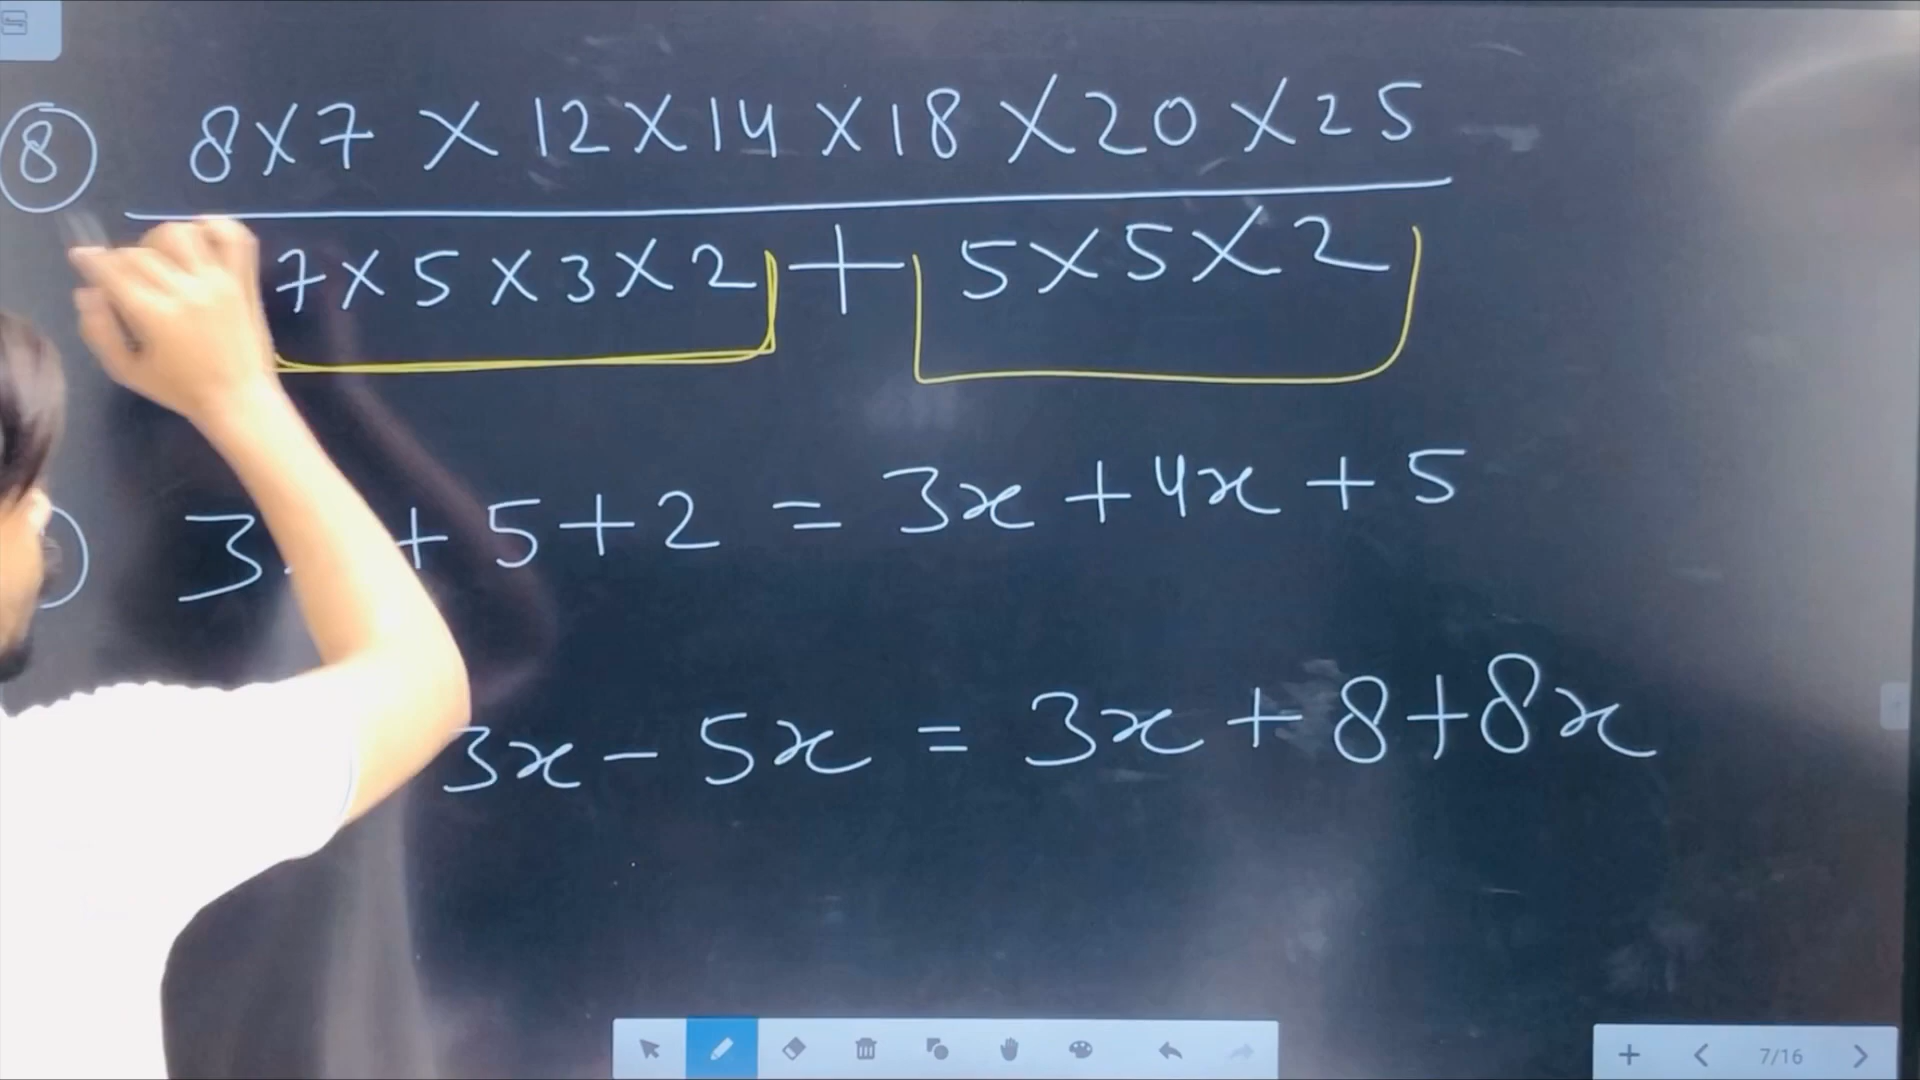 8 8×7×12×14×18×20×25
7×5×3×2 + 5×5×2
3 + 5 + 2 = 3x + 4x + 5
3x - 5x = 3x + 8 + 8x
7/16